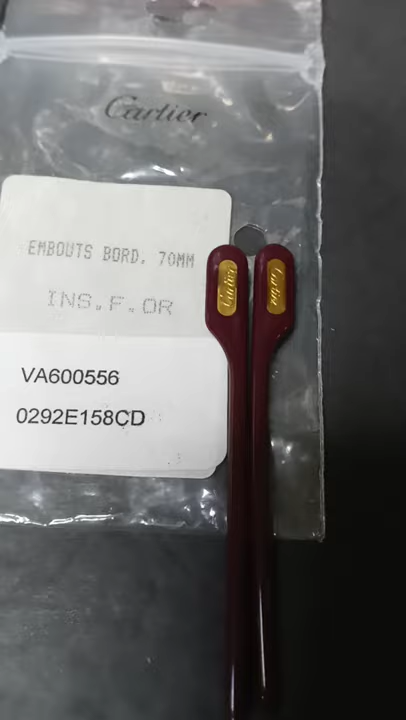 Cartier
EMBOUTS BORD. 70MM
INS.F.OR
VA600556
0292E158CD
Cartier
Cartier